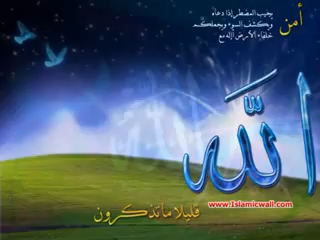 أمن
يجيب المضطر إذا دعاه
ويكشف السوء ويجعلكم
خلفاء الأرض أإله مع
الله
www.Islamicwall.com
قليلا ما تذكرون